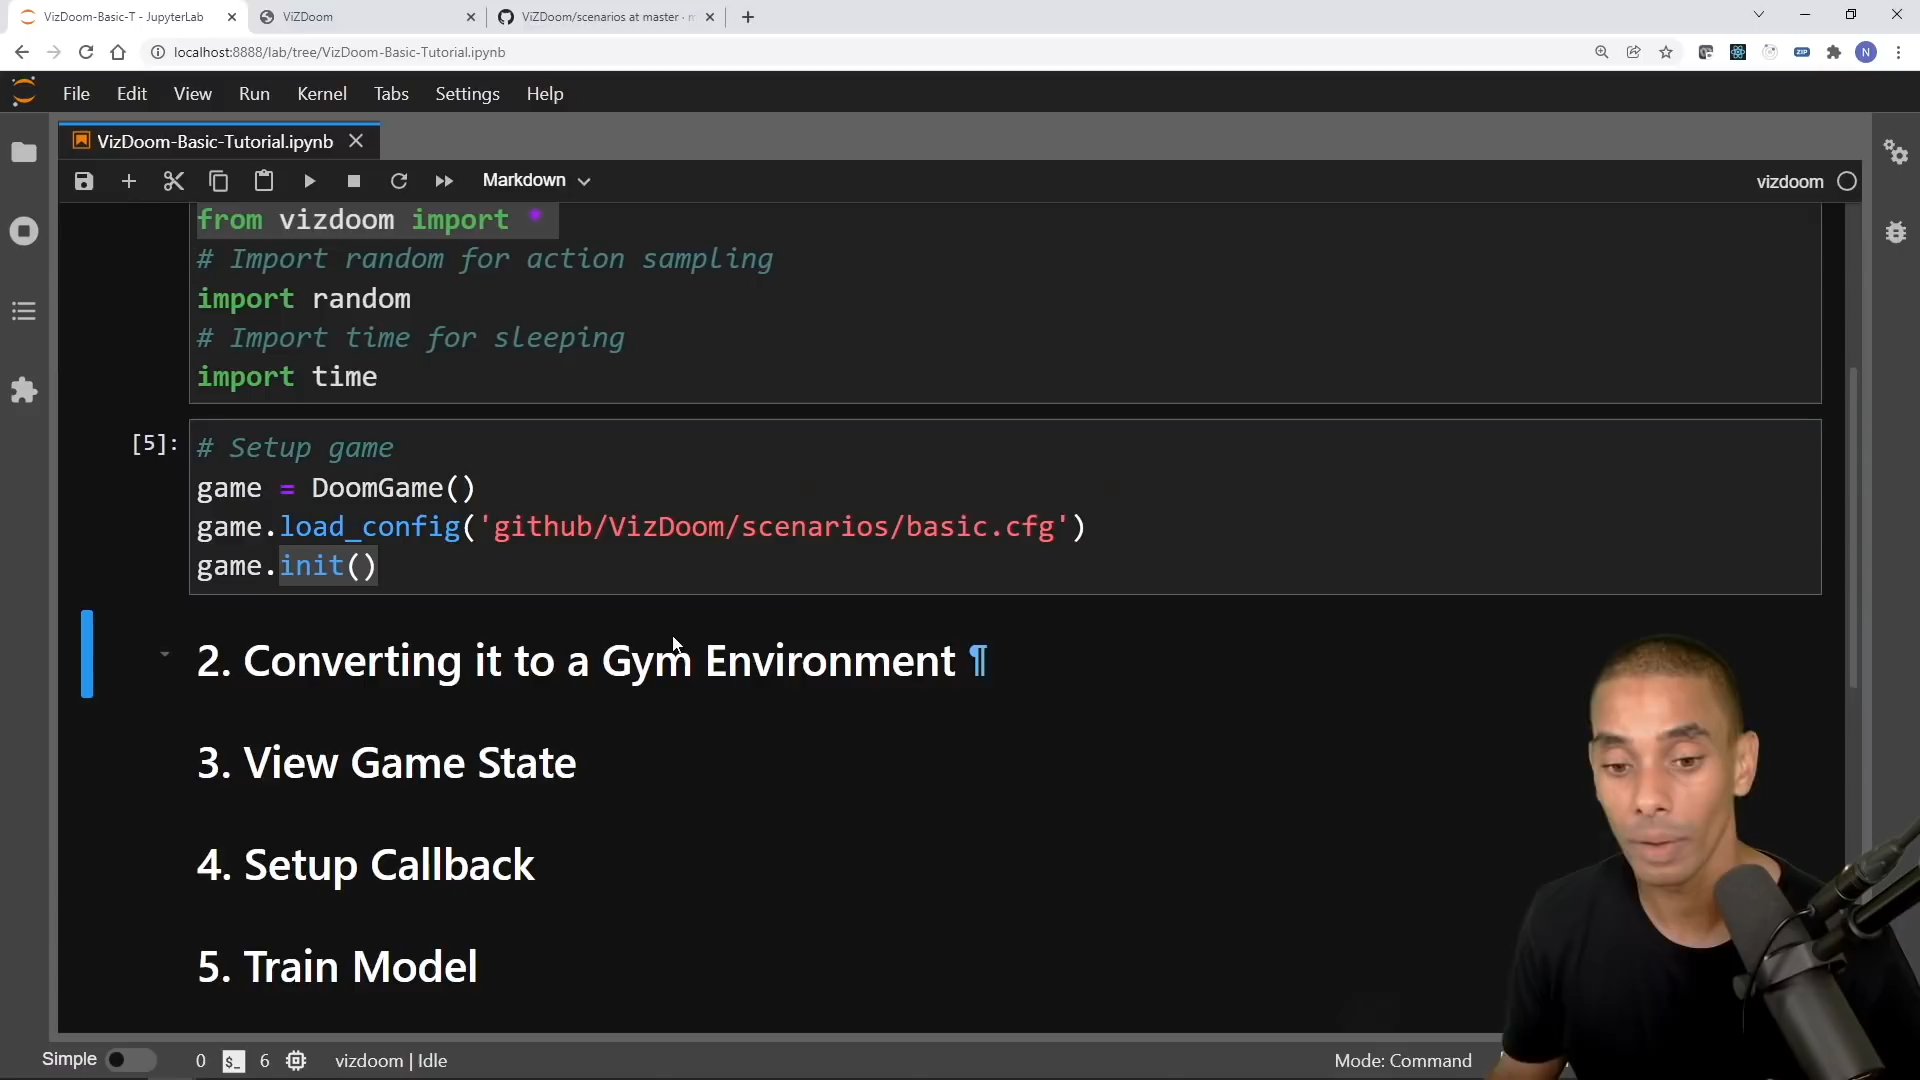 VizDoom-Basic-T - JupyterLab
ViZDoom
ViZDoom/scenarios at master
localhost:8888/lab/tree/VizDoom-Basic-Tutorial.ipynb
ZIP
N
File Edit View Run Kernel Tabs Settings Help
VizDoom-Basic-Tutorial.ipynb
Markdown
vizdoom
from vizdoom import *
# Import random for action sampling
import random
# Import time for sleeping
import time
[5]:
# Setup game
game = DoomGame()
game.load_config('github/VizDoom/scenarios/basic.cfg')
game.init()
2. Converting it to a Gym Environment ¶
3. View Game State
4. Setup Callback
5. Train Model
Simple 0 $_ 6 vizdoom | Idle Mode: Command